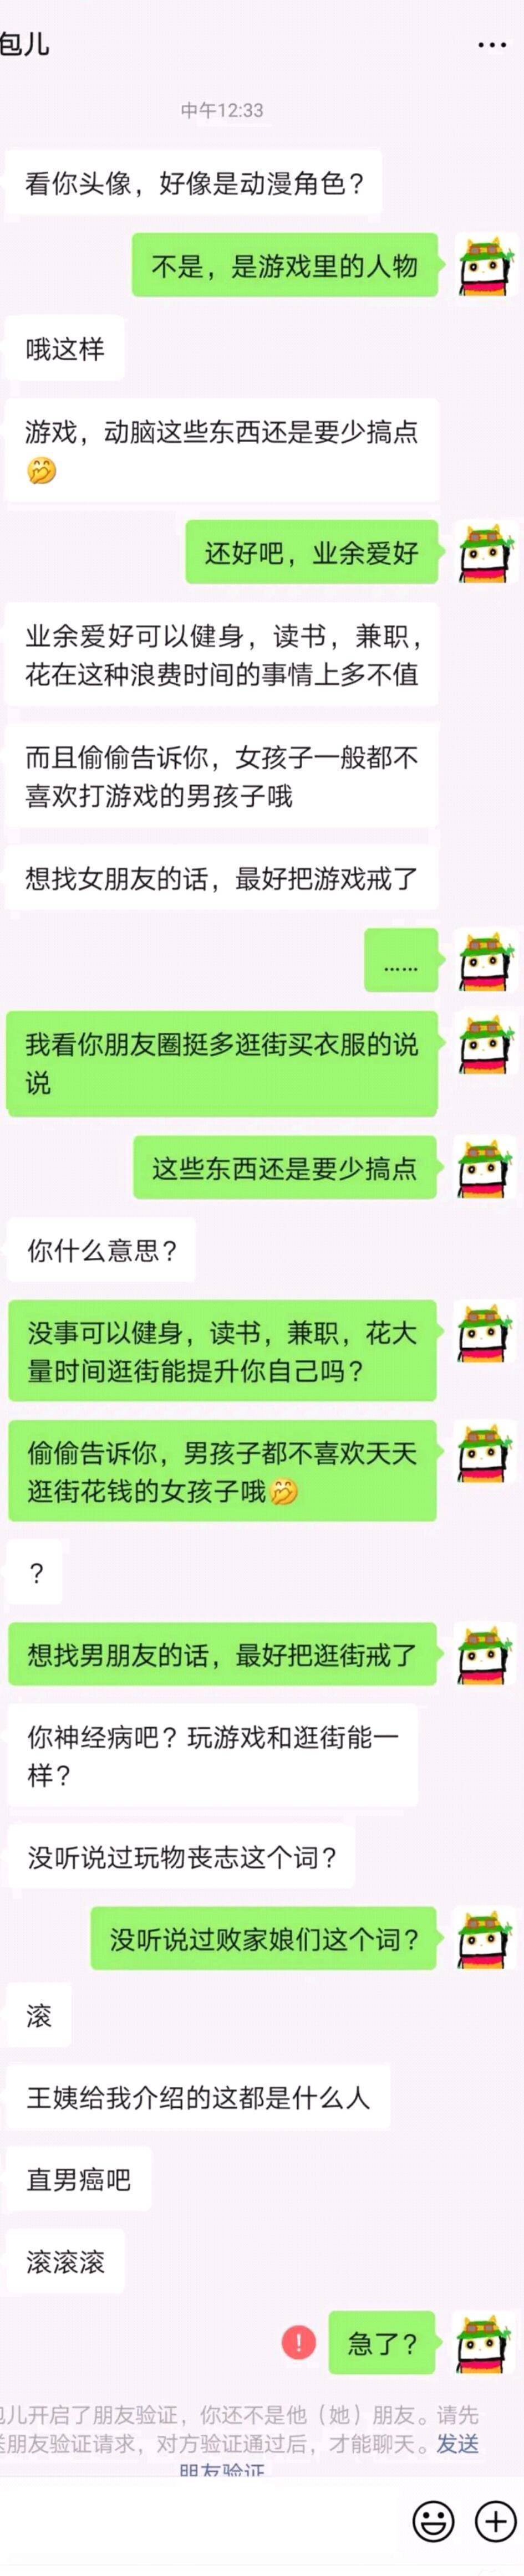 包儿
中午12:33
看你头像，好像是动漫角色？
不是，是游戏里的人物
哦这样
游戏，动脑这些东西还是要少搞点
🤭
还好吧，业余爱好
业余爱好可以健身，读书，兼职，
花在这种浪费时间的事情上多不值
而且偷偷告诉你，女孩子一般都不
喜欢打游戏的男孩子哦
想找女朋友的话，最好把游戏戒了
……
我看你朋友圈挺多逛街买衣服的说
说
这些东西还是要少搞点
你什么意思？
没事可以健身，读书，兼职，花大
量时间逛街能提升你自己吗？
偷偷告诉你，男孩子都不喜欢天天
逛街花钱的女孩子哦🤭
？
想找男朋友的话，最好把逛街戒了
你神经病吧？玩游戏和逛街能一
样？
没听说过玩物丧志这个词？
没听说过败家娘们这个词？
滚
王姨给我介绍的这都是什么人
直男癌吧
滚滚滚
急了？
儿开启了朋友验证，你还不是他（她）朋友。请先
朋友验证请求，对方验证通过后，才能聊天。发送
朋友验证